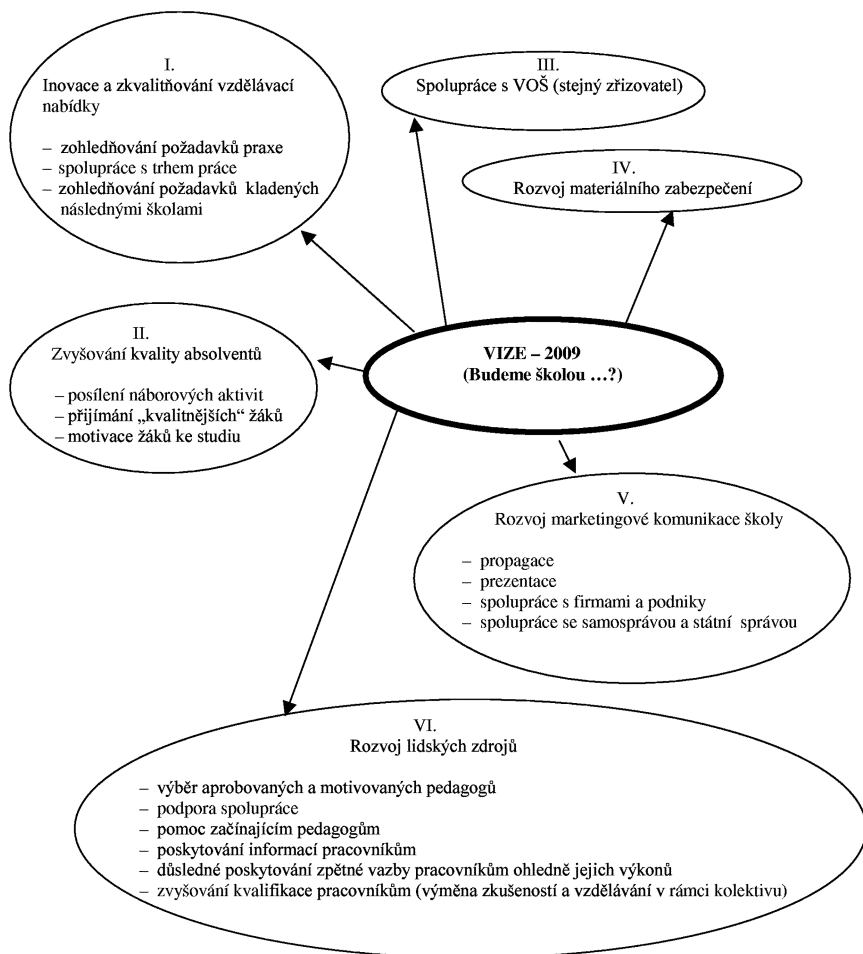 I.
Inovace a zkvalitňování vzdělávací
nabídky
– zohledňování požadavků praxe
– spolupráce s trhem práce
– zohledňování požadavků kladených
následnými školami
III.
Spolupráce s VOŠ (stejný zřizovatel)
IV.
Rozvoj materiálního zabezpečení
II.
Zvyšování kvality absolventů
– posílení náborových aktivit
– přijímání „kvalitnějších“ žáků
– motivace žáků ke studiu
VIZE – 2009
(Budeme školou ...?)
V.
Rozvoj marketingové komunikace školy
– propagace
– prezentace
– spolupráce s firmami a podniky
– spolupráce se samosprávou a státní správou
VI.
Rozvoj lidských zdrojů
– výběr aprobovaných a motivovaných pedagogů
– podpora spolupráce
– pomoc začínajícím pedagogům
– poskytování informací pracovníkům
– důsledné poskytování zpětné vazby pracovníkům ohledně jejich výkonů
– zvyšování kvalifikace pracovníkům (výměna zkušeností a vzdělávání v rámci kolektivu)